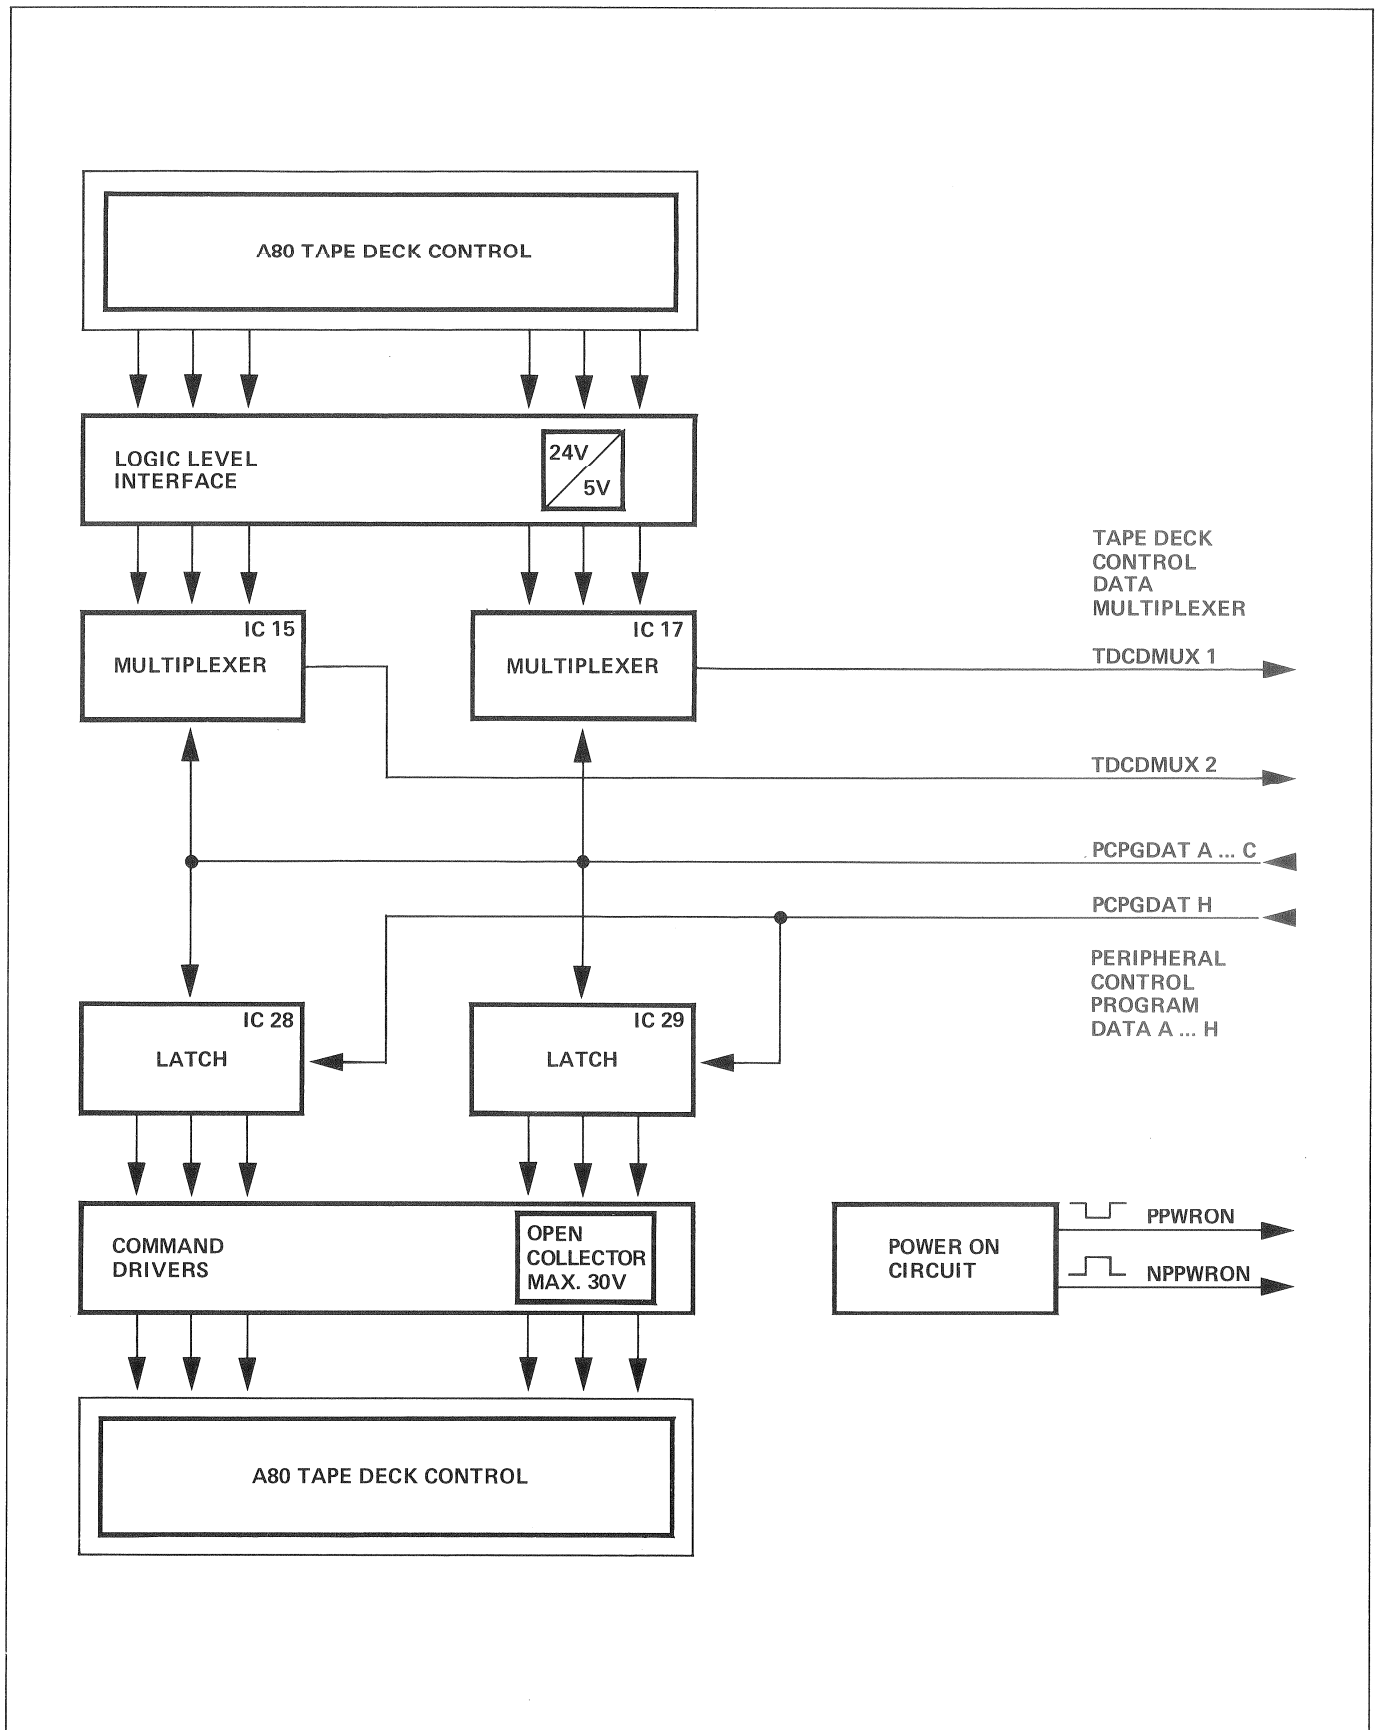 A80 TAPE DECK CONTROL
LOGIC LEVEL
INTERFACE
24V
5V
TAPE DECK
CONTROL
DATA
MULTIPLEXER
IC 15
MULTIPLEXER
IC 17
MULTIPLEXER
TDCDMUX 1
TDCDMUX 2
PCPGDAT A ... C
PCPGDAT H
PERIPHERAL
CONTROL
PROGRAM
DATA A ... H
IC 28
LATCH
IC 29
LATCH
COMMAND
DRIVERS
OPEN
COLLECTOR
MAX. 30V
POWER ON
CIRCUIT
PPWRON
NPPWRON
A80 TAPE DECK CONTROL